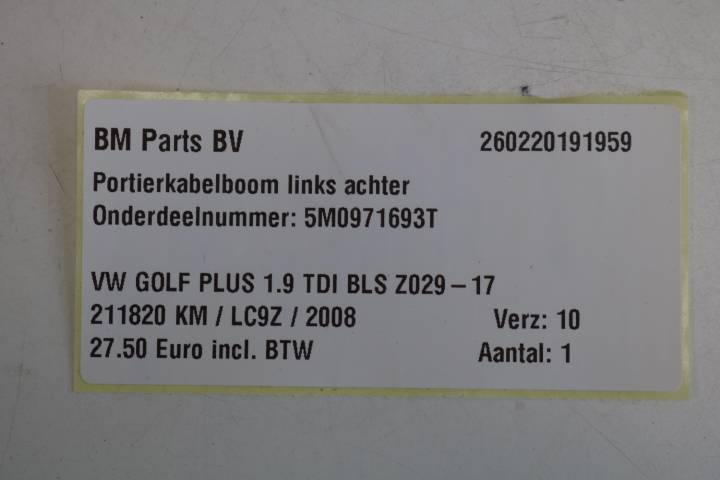 BM Parts BV 260220191959
Portierkabelboom links achter
Onderdeelnummer: 5M0971693T
VW GOLF PLUS 1.9 TDI BLS Z029-17
211820 KM / LC9Z / 2008 Verz: 10
27.50 Euro incl. BTW Aantal: 1